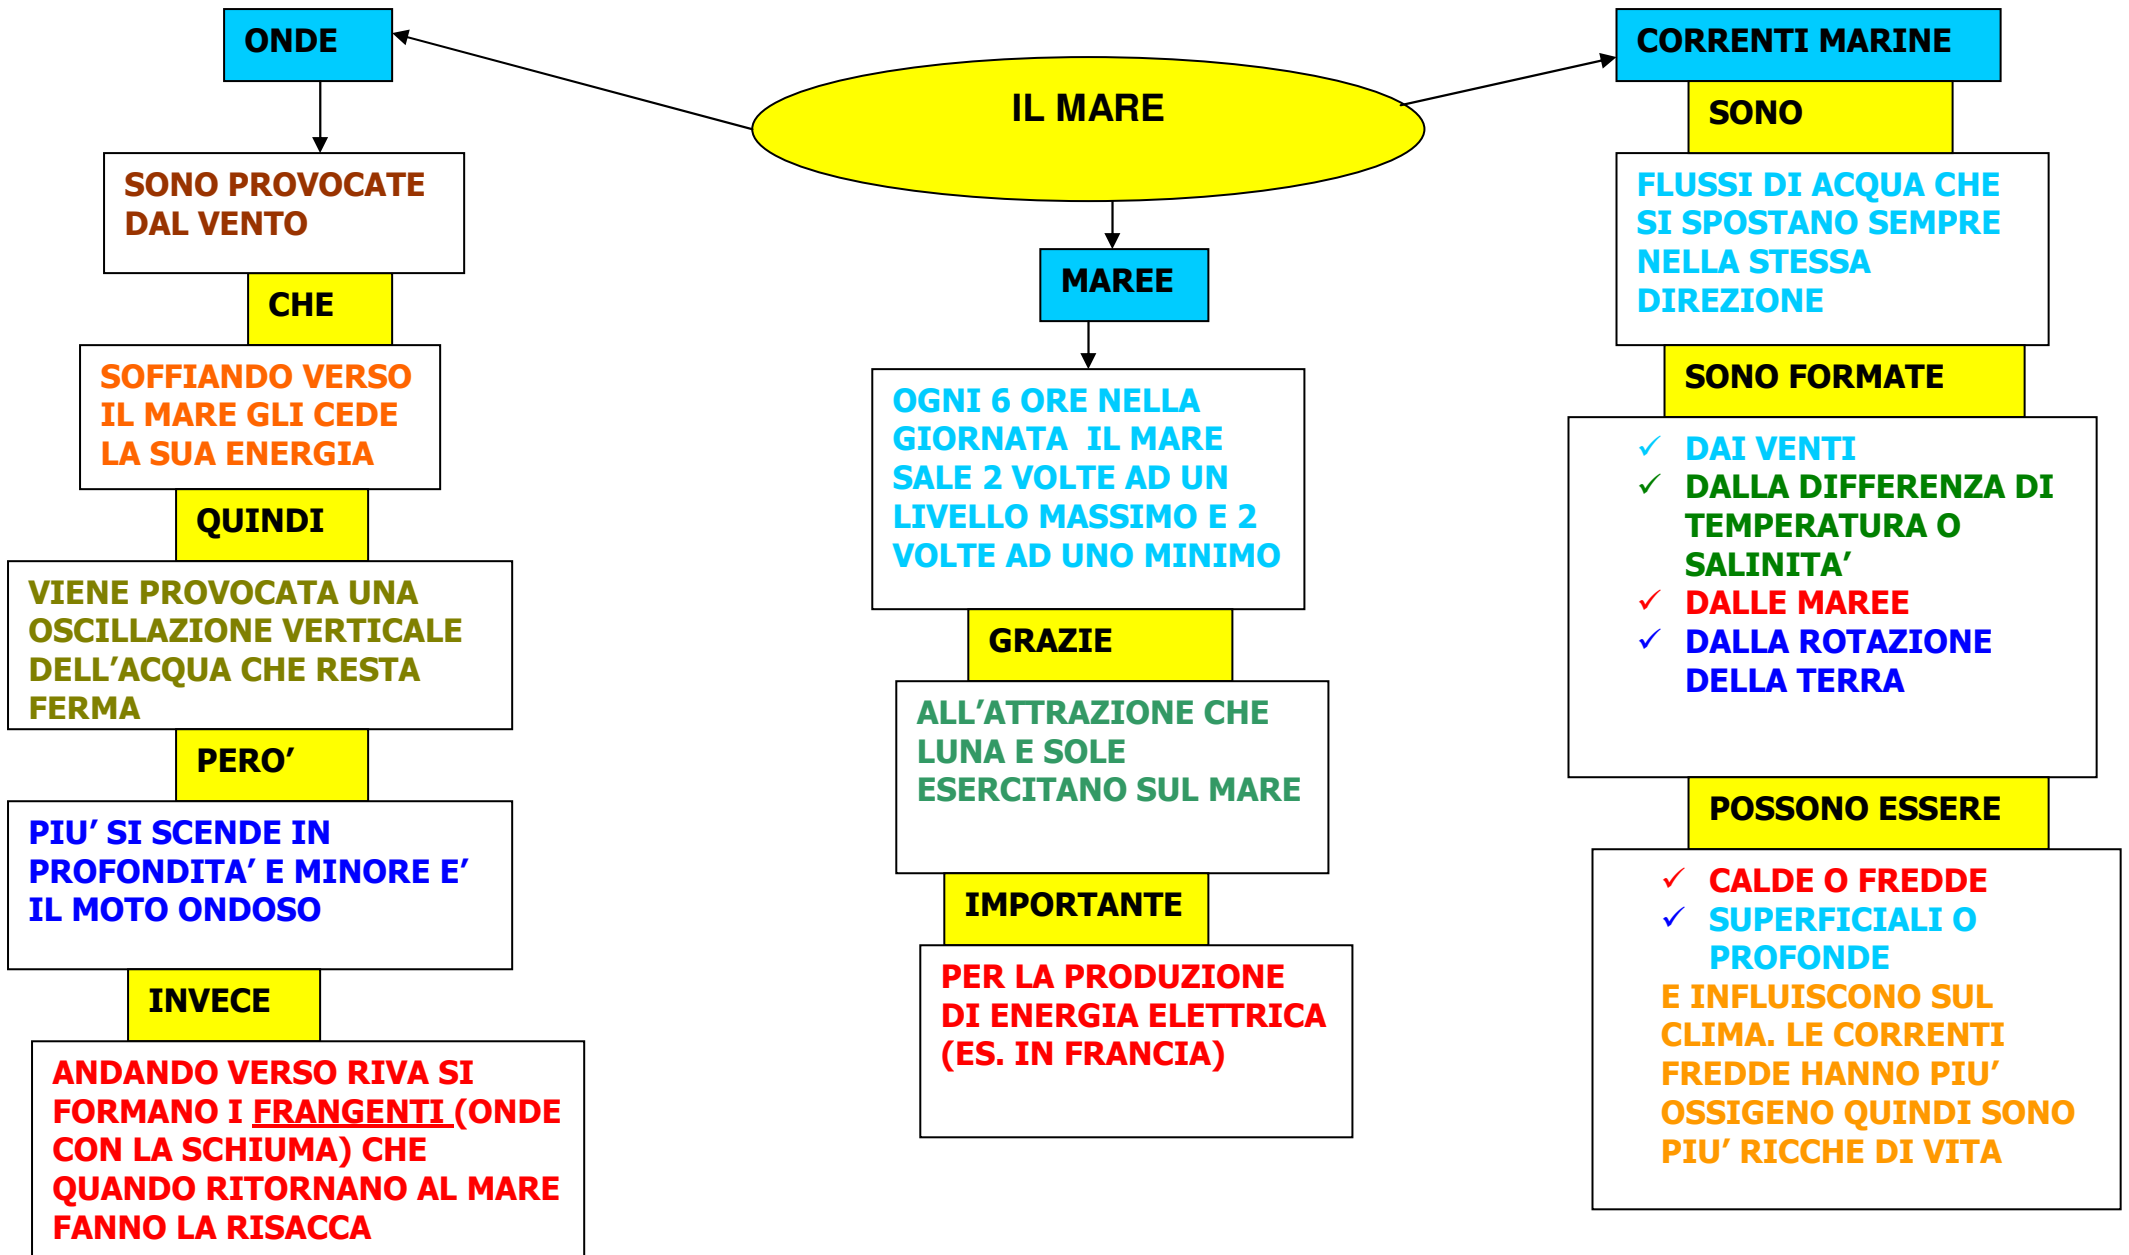 IL MARE
ONDE
SONO PROVOCATE
DAL VENTO
CHE
SOFFIANDO VERSO
IL MARE GLI CEDE
LA SUA ENERGIA
QUINDI
VIENE PROVOCATA UNA
OSCILLAZIONE VERTICALE
DELL’ACQUA CHE RESTA
FERMA
PERO’
PIU’ SI SCENDE IN
PROFONDITA’ E MINORE E’
IL MOTO ONDOSO
INVECE
ANDANDO VERSO RIVA SI
FORMANO I FRANGENTI (ONDE
CON LA SCHIUMA) CHE
QUANDO RITORNANO AL MARE
FANNO LA RISACCA
MAREE
OGNI 6 ORE NELLA
GIORNATA  IL MARE
SALE 2 VOLTE AD UN
LIVELLO MASSIMO E 2
VOLTE AD UNO MINIMO
GRAZIE
ALL’ATTRAZIONE CHE
LUNA E SOLE
ESERCITANO SUL MARE
IMPORTANTE
PER LA PRODUZIONE
DI ENERGIA ELETTRICA
(ES. IN FRANCIA)
CORRENTI MARINE
SONO
FLUSSI DI ACQUA CHE
SI SPOSTANO SEMPRE
NELLA STESSA
DIREZIONE
SONO FORMATE
✓ DAI VENTI
✓ DALLA DIFFERENZA DI
TEMPERATURA O
SALINITA’
✓ DALLE MAREE
✓ DALLA ROTAZIONE
DELLA TERRA
POSSONO ESSERE
✓ CALDE O FREDDE
✓ SUPERFICIALI O
PROFONDE
E INFLUISCONO SUL
CLIMA. LE CORRENTI
FREDDE HANNO PIU’
OSSIGENO QUINDI SONO
PIU’ RICCHE DI VITA